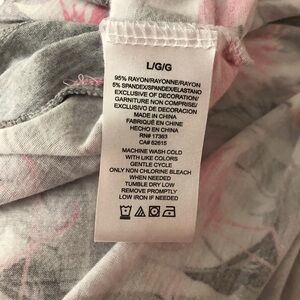 L/G/G
95% RAYON/RAYONNE/RAYON
5% SPANDEX/SPANDEX/ELASTANO
EXCLUSIVE OF DECORATION/
GARNITURE NON COMPRISE/
EXCLUSIVO DE DECORACION
MADE IN CHINA
FABRIQUÉ EN CHINE
HECHO EN CHINA
RN# 17363
CA# 62615
MACHINE WASH COLD
WITH LIKE COLORS
GENTLE CYCLE
ONLY NON CHLORINE BLEACH
WHEN NEEDED
TUMBLE DRY LOW
REMOVE PROMPTLY
LOW IRON IF NEEDED